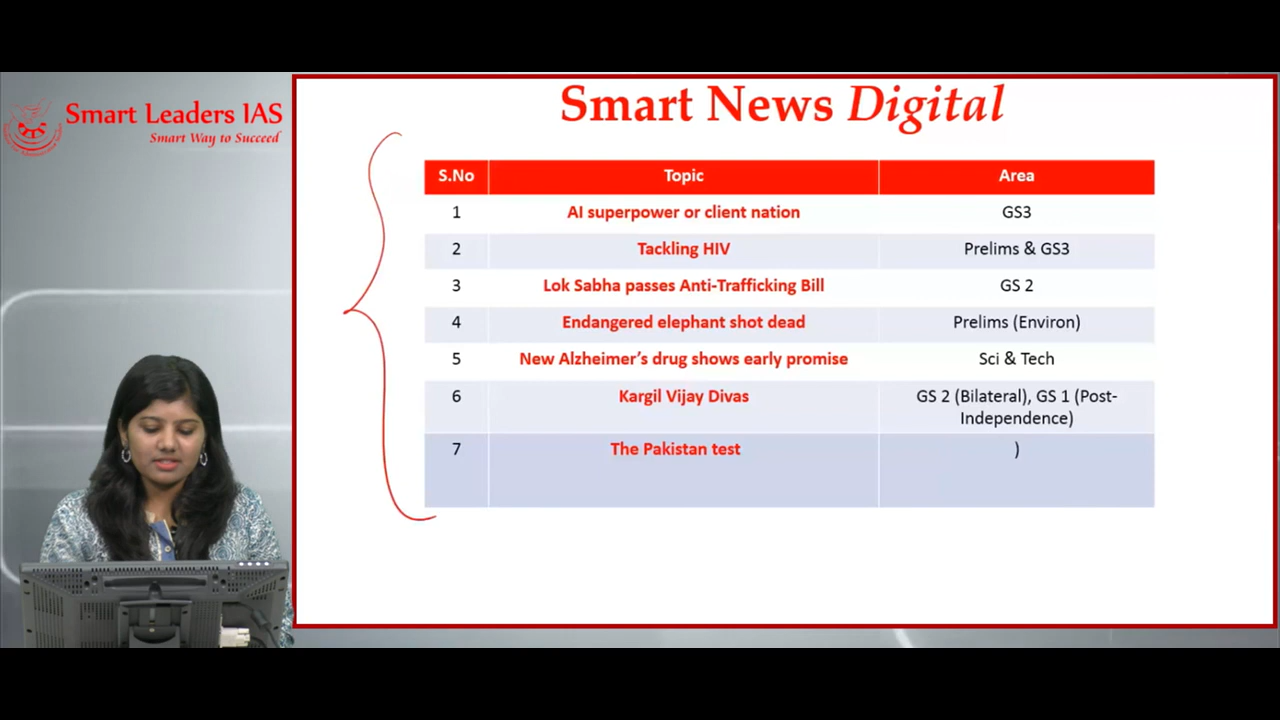 Smart Leaders IAS
Smart Way to Succeed
Smart News Digital
S.No Topic Area
1 AI superpower or client nation GS3
2 Tackling HIV Prelims & GS3
3 Lok Sabha passes Anti-Trafficking Bill GS 2
4 Endangered elephant shot dead Prelims (Environ)
5 New Alzheimer’s drug shows early promise Sci & Tech
6 Kargil Vijay Divas GS 2 (Bilateral), GS 1 (Post-
Independence)
7 The Pakistan test )